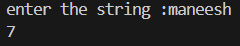 enter the string :maneesh
7